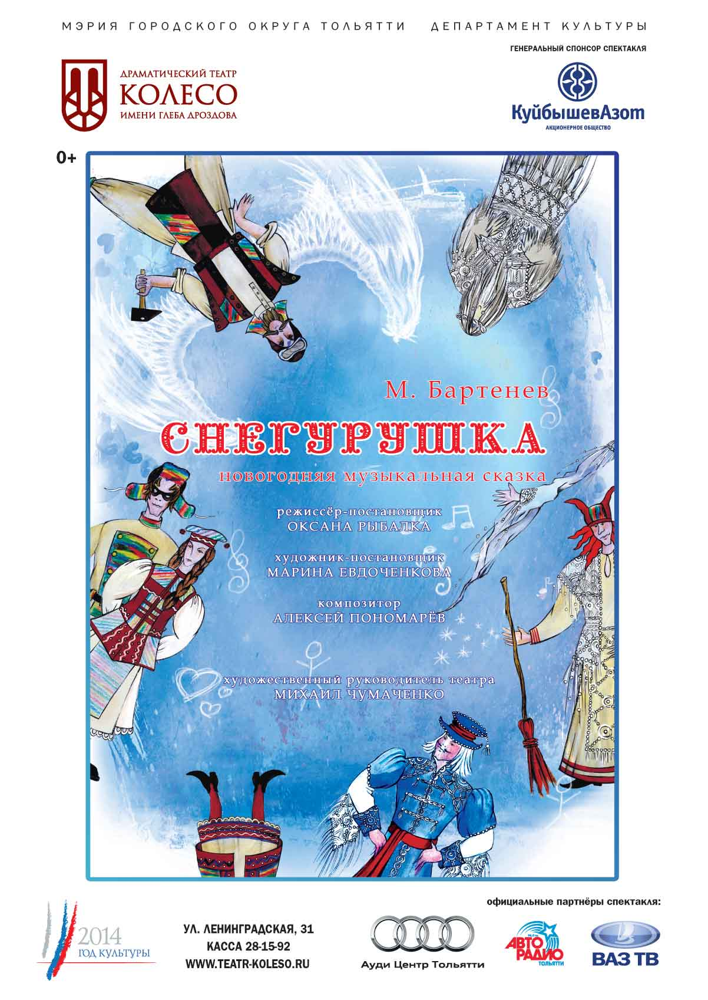 МЭРИЯ ГОРОДСКОГО ОКРУГА ТОЛЬЯТТИ ДЕПАРТАМЕНТ КУЛЬТУРЫ
ГЕНЕРАЛЬНЫЙ СПОНСОР СПЕКТАКЛЯ
ДРАМАТИЧЕСКИЙ ТЕАТР
КОЛЕСО
ИМЕНИ ГЛЕБА ДРОЗДОВА
КуйбышевАзот
АКЦИОНЕРНОЕ ОБЩЕСТВО
0+
М. Бартенев
СНЕГУРУШКА
новогодняя музыкальная сказка
режиссёр-постановщик
ОКСАНА РЫБАЛКА
художник-постановщик
МАРИНА ЕВДОЧЕНКОВА
композитор
АЛЕКСЕЙ ПОНОМАРЁВ
художественный руководитель театра
МИХАИЛ ЧУМАЧЕНКО
официальные партнёры спектакля:
2014
ГОД КУЛЬТУРЫ
УЛ. ЛЕНИНГРАДСКАЯ, 31
КАССА 28-15-92
WWW.TEATR-KOLESO.RU
Ауди Центр Тольятти
АВТО
РАДИО
ТОЛЬЯТТИ
ВАЗ ТВ